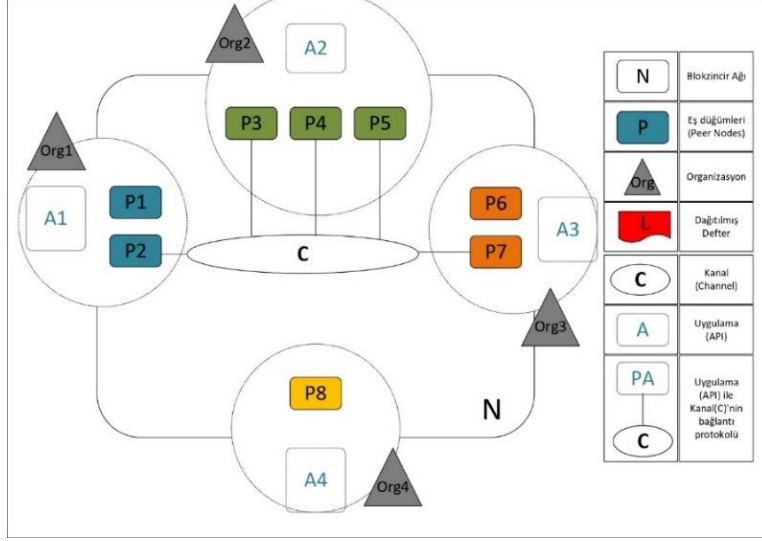 Org2
A2
P3 P4 P5
Org1
A1
P1
P2
C
P6
P7
A3
Org3
P8
N
A4
Org4
N
Blokzincir Ağı
P
Eş düğümleri
(Peer Nodes)
Org
Organizasyon
L
Dağıtılmış
Defter
C
Kanal
(Channel)
A
Uygulama
(API)
PA
C
Uygulama
(API) ile
Kanal(C)'nin
bağlantı
protokolü